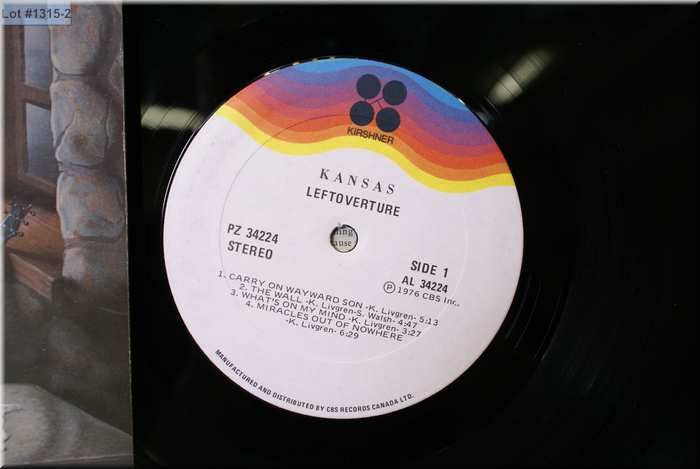 Lot #1315-2
KIRSHNER
KANSAS
LEFTOVERTURE
PZ 34224
STEREO
SIDE 1
AL 34224
Ⓟ 1976 CBS Inc.
1. CARRY ON WAYWARD SON -K. Livgren- 5:13
2. THE WALL -K. Livgren-S. Walsh- 4:47
3. WHAT'S ON MY MIND -K. Livgren- 3:27
4. MIRACLES OUT OF NOWHERE
-K. Livgren- 6:29
MANUFACTURED AND DISTRIBUTED BY CBS RECORDS CANADA LTD.